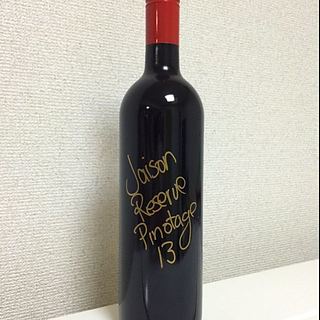 Jaison
Reserve
Pinotage
13